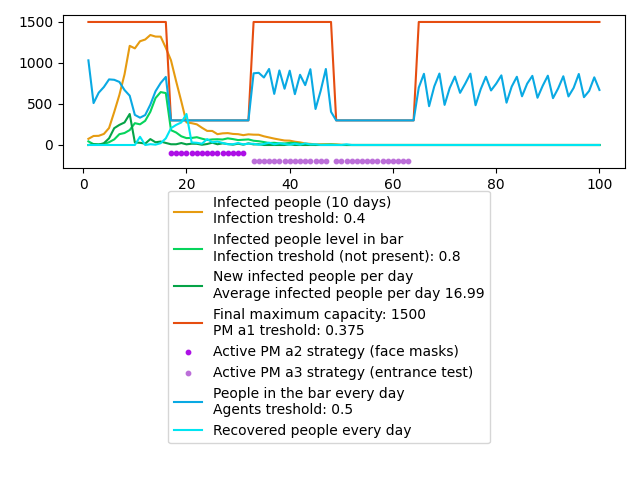 1500
1000
500
0
0
20
40
60
80
100
Infected people (10 days)
Infection treshold: 0.4
Infected people level in bar
Infection treshold (not present): 0.8
New infected people per day
Average infected people per day 16.99
Final maximum capacity: 1500
PM a1 treshold: 0.375
Active PM a2 strategy (face masks)
Active PM a3 strategy (entrance test)
People in the bar every day
Agents treshold: 0.5
Recovered people every day